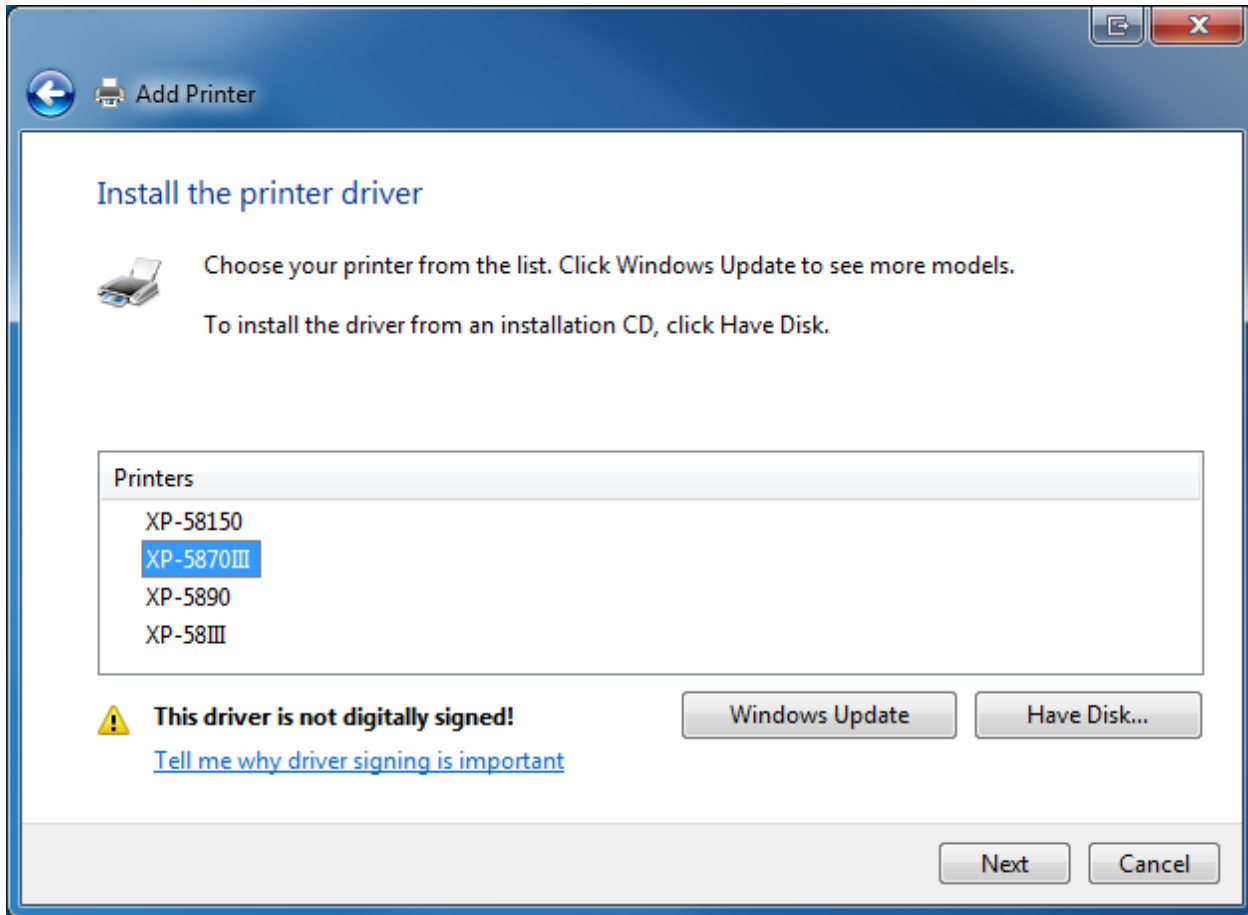 Add Printer
Install the printer driver
Choose your printer from the list. Click Windows Update to see more models.
To install the driver from an installation CD, click Have Disk.
Printers
XP-58150
XP-5870Ⅲ
XP-5890
XP-58Ⅲ
This driver is not digitally signed!
Windows Update
Have Disk...
Tell me why driver signing is important
Next
Cancel